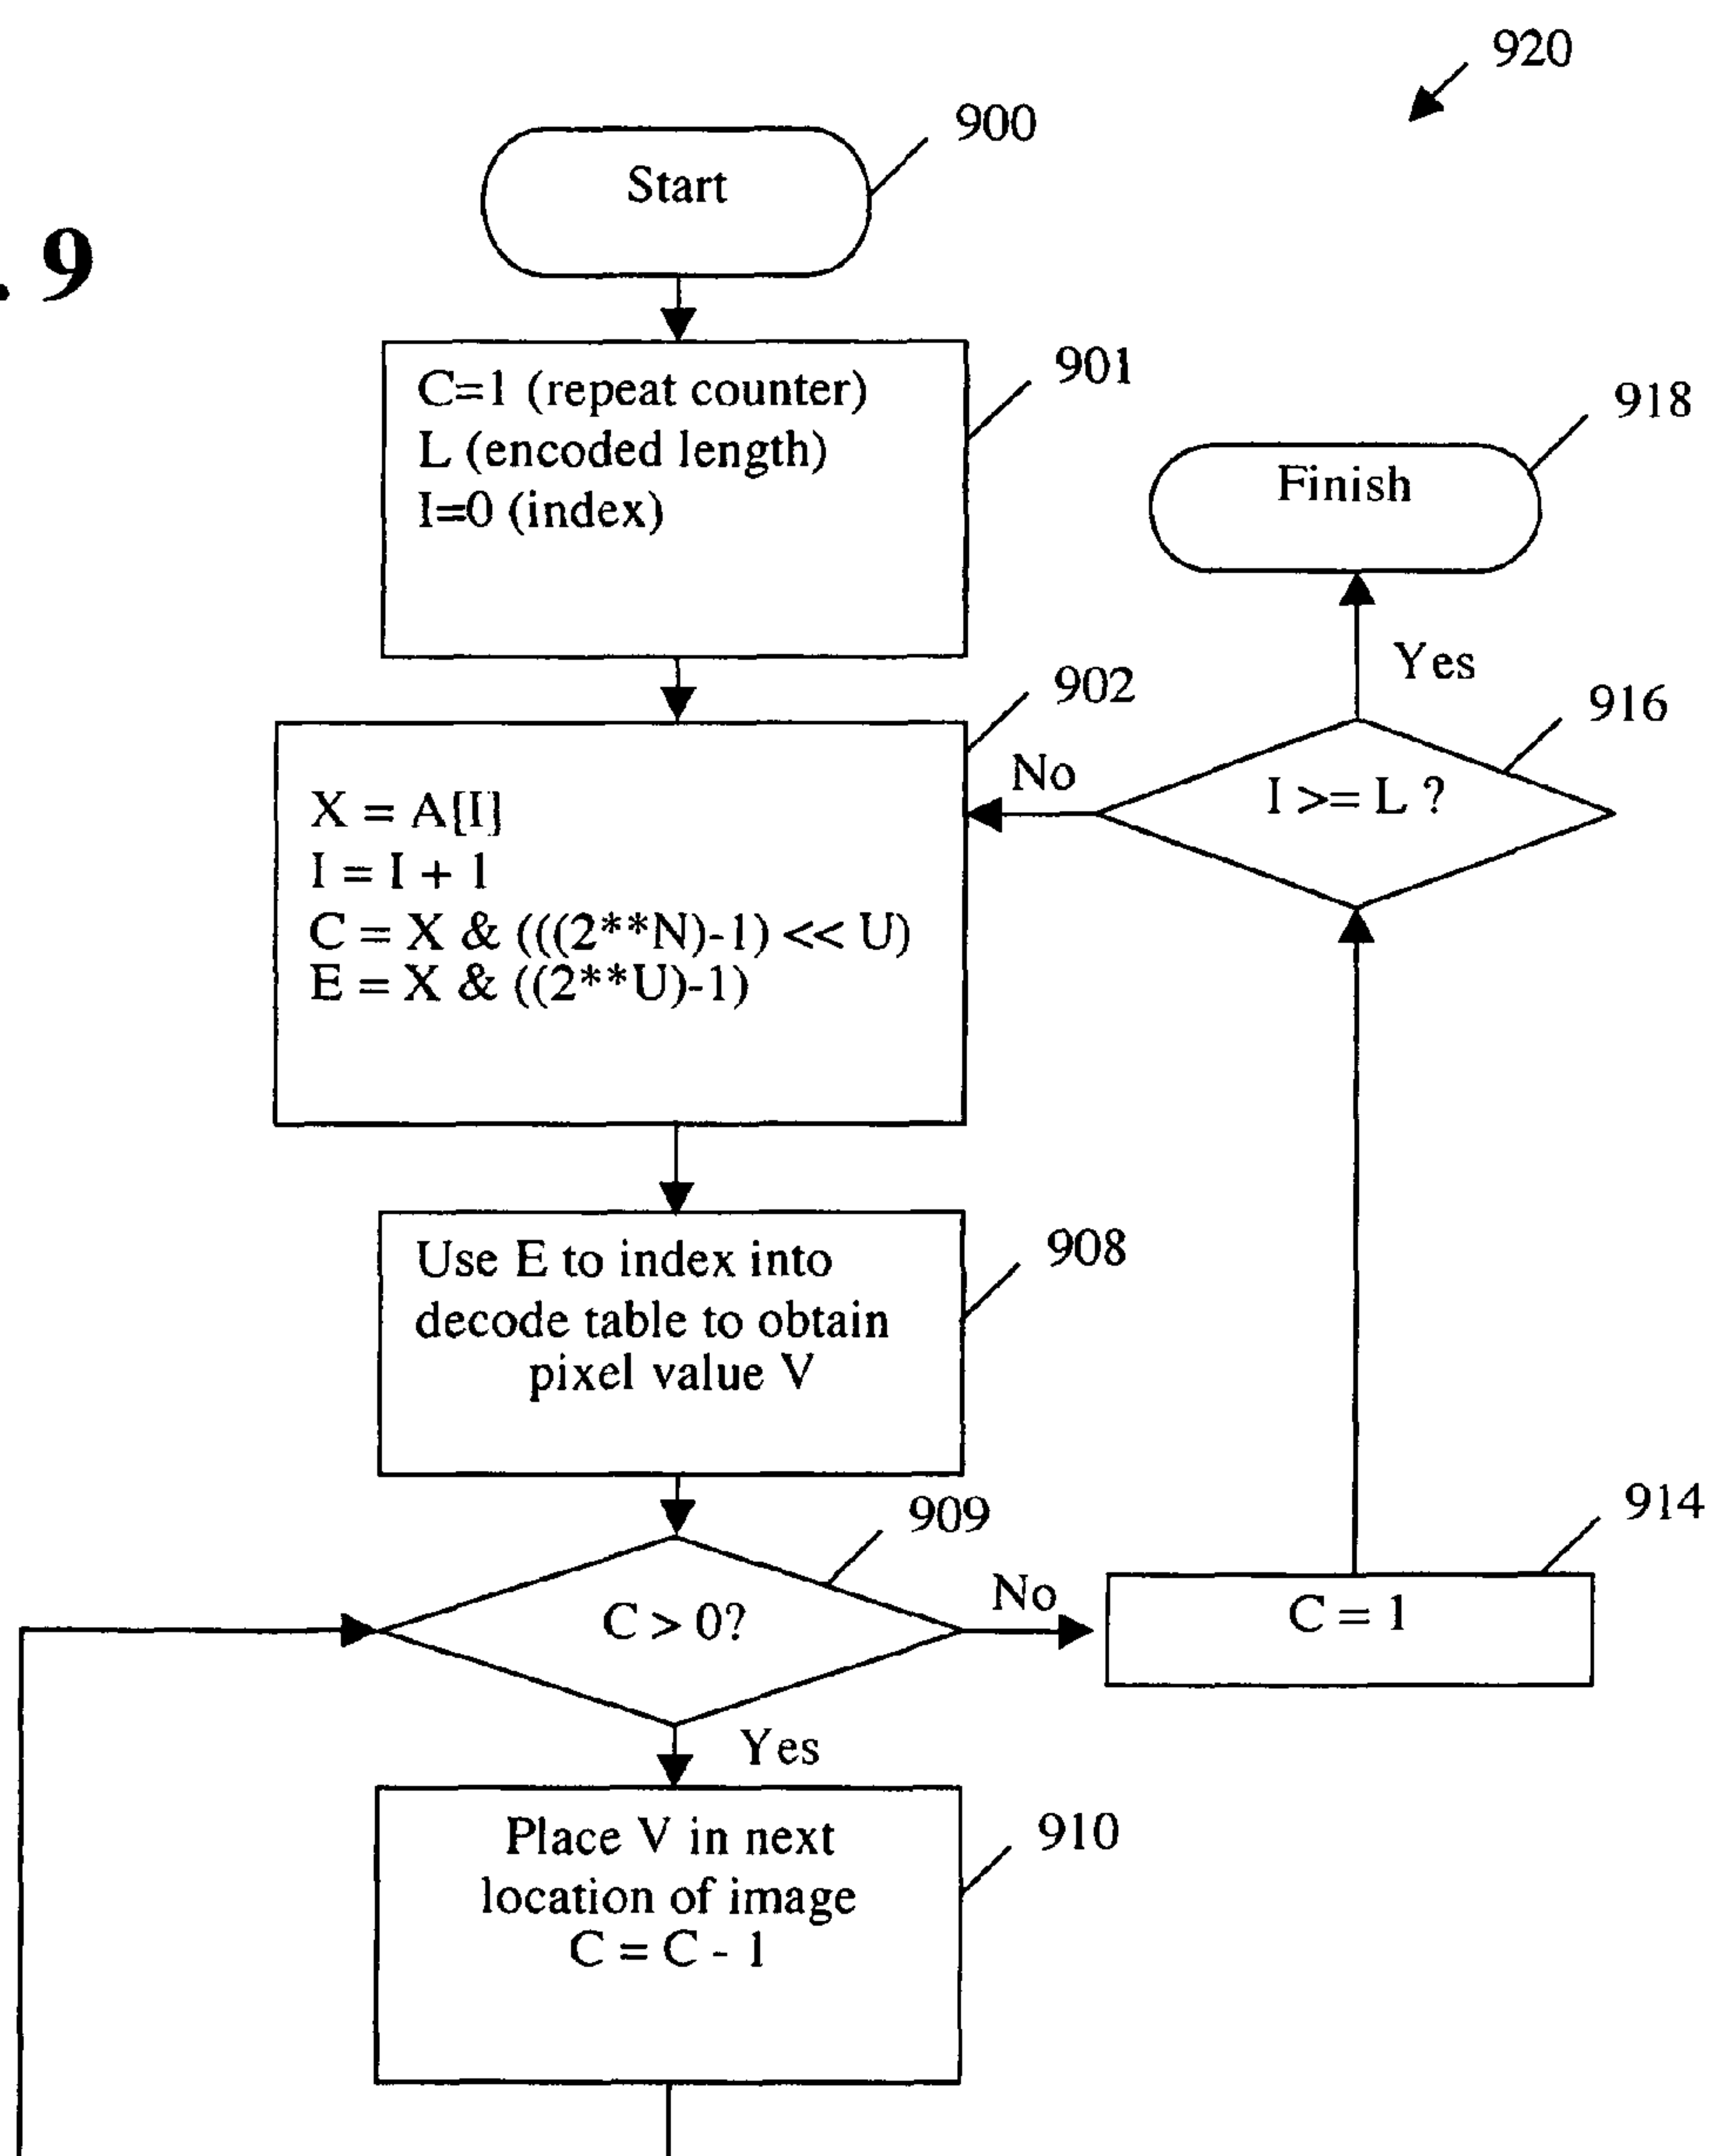 920
900
Start
. 9
901
C=1 (repeat counter)
L (encoded length)
I=0 (index)
918
Finish
Yes
902
916
No
I >= L ?
X = A[I]
I = I + 1
C = X & (((2**N)-1) << U)
E = X & ((2**U)-1)
908
Use E to index into
decode table to obtain
pixel value V
909
914
No
C > 0?
C = 1
Yes
910
Place V in next
location of image
C = C - 1